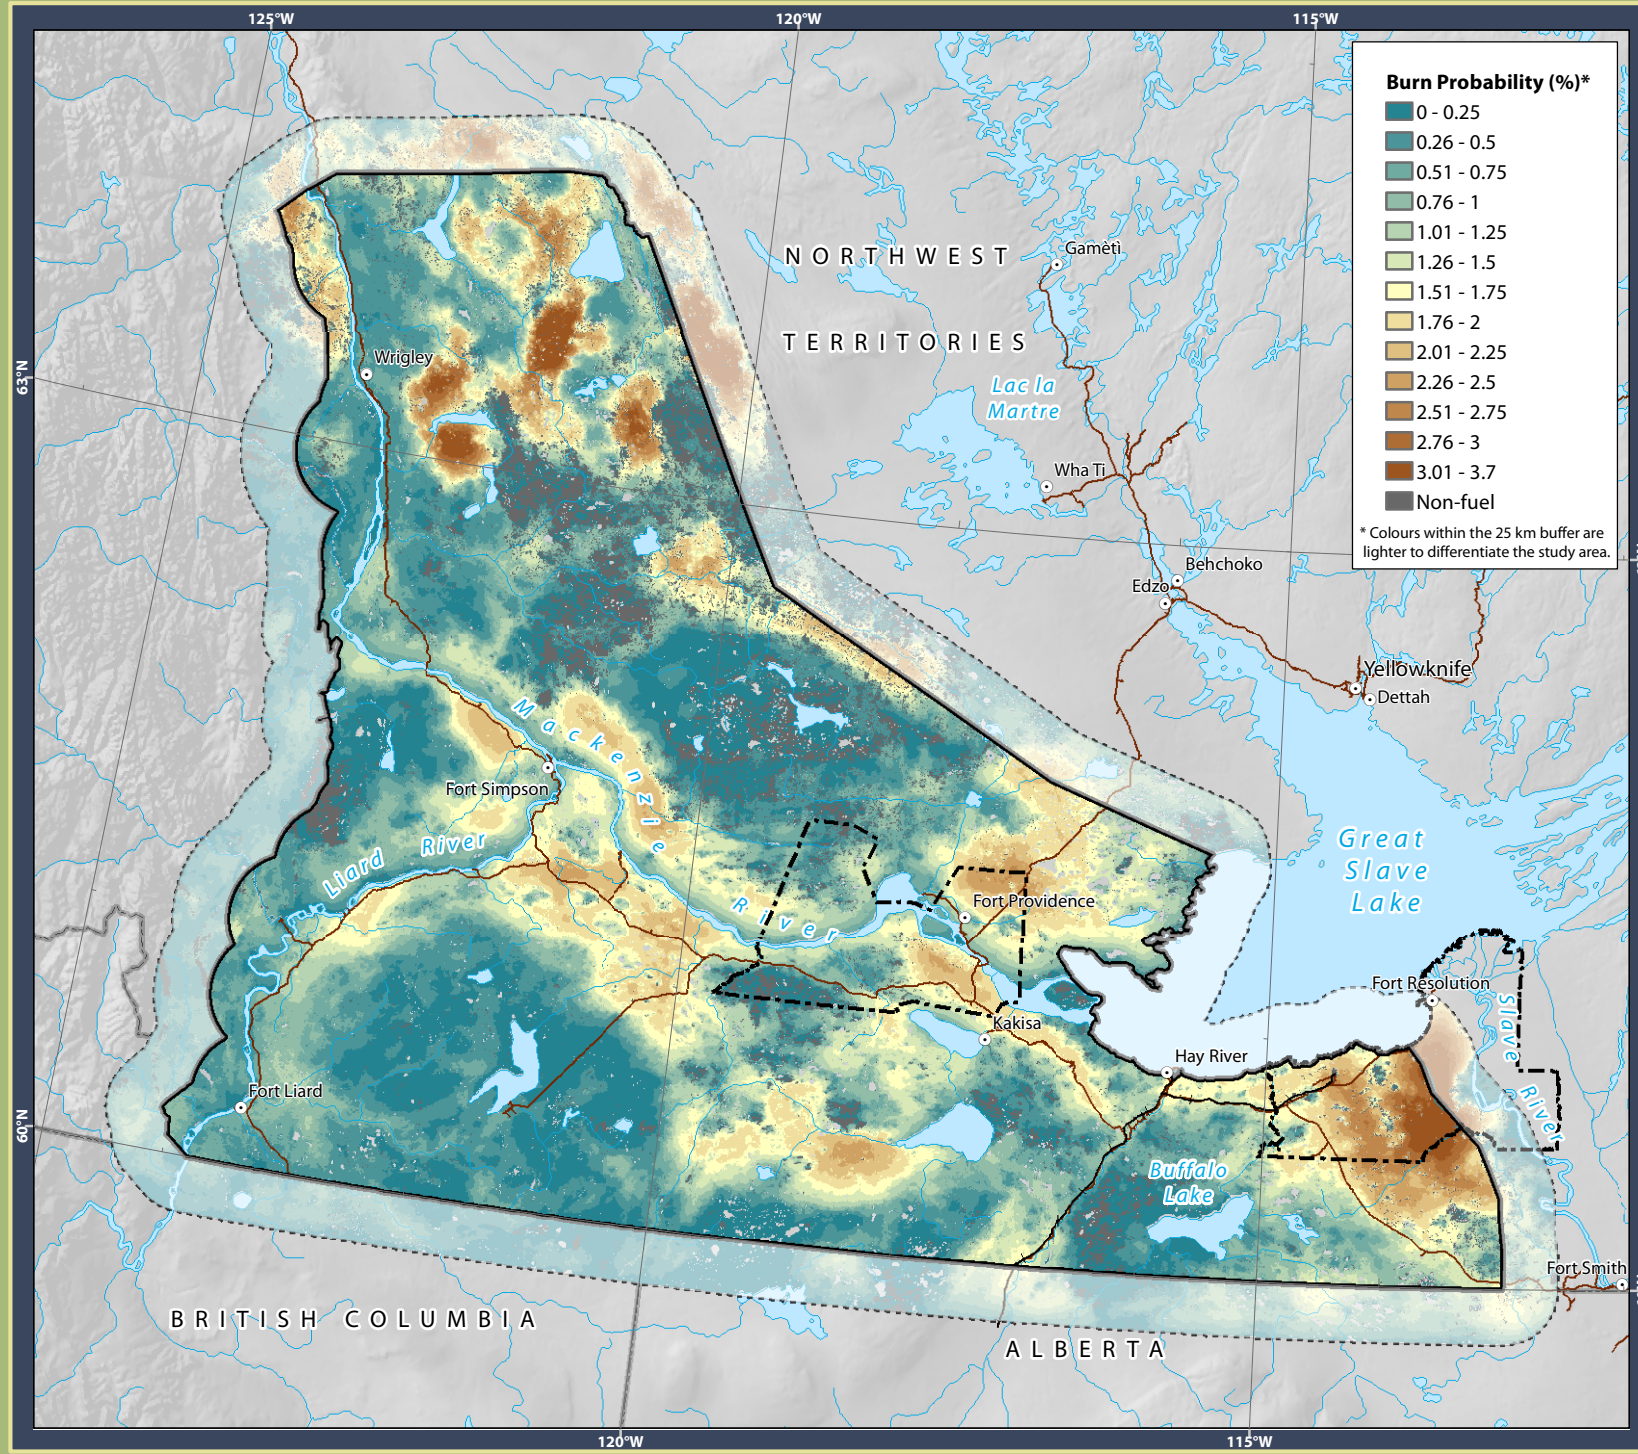 125°W
120°W
115°W
Burn Probability (%)*
0 - 0.25
0.26 - 0.5
0.51 - 0.75
0.76 - 1
1.01 - 1.25
1.26 - 1.5
1.51 - 1.75
1.76 - 2
2.01 - 2.25
2.26 - 2.5
2.51 - 2.75
2.76 - 3
3.01 - 3.7
Non-fuel
* Colours within the 25 km buffer are
lighter to differentiate the study area.
NORTHWEST
TERRITORIES
Gamètì
Wrigley
63°N
Lac la
Martre
Wha Ti
Behchoko
Edzo
Yellowknife
Dettah
Mackenzie
River
Fort Simpson
Liard River
Great
Slave
Lake
Fort Providence
Fort Resolution
Slave
River
Kakisa
Hay River
Fort Liard
60°N
Buffalo
Lake
Fort Smith
BRITISH COLUMBIA
ALBERTA
120°W
115°W